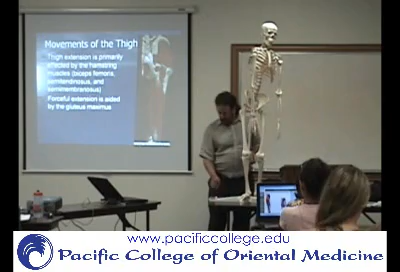 Movements of the Thigh
Thigh extension is primarily
effected by the hamstring
muscles (biceps femoris,
semitendinosus, and
semimembranosus)
Forceful extension is aided
by the gluteus maximus
www.pacificcollege.edu
Pacific College of Oriental Medicine